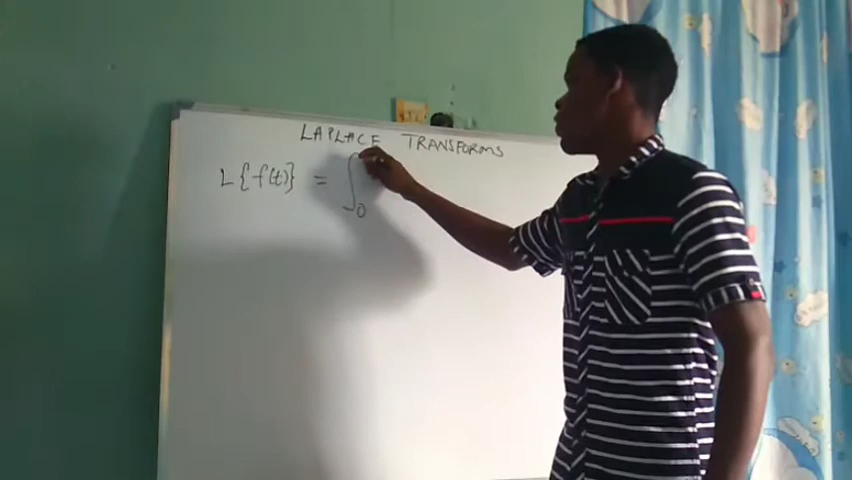 LAPLACE TRANSFORMS
L{f(t)} = ∫₀